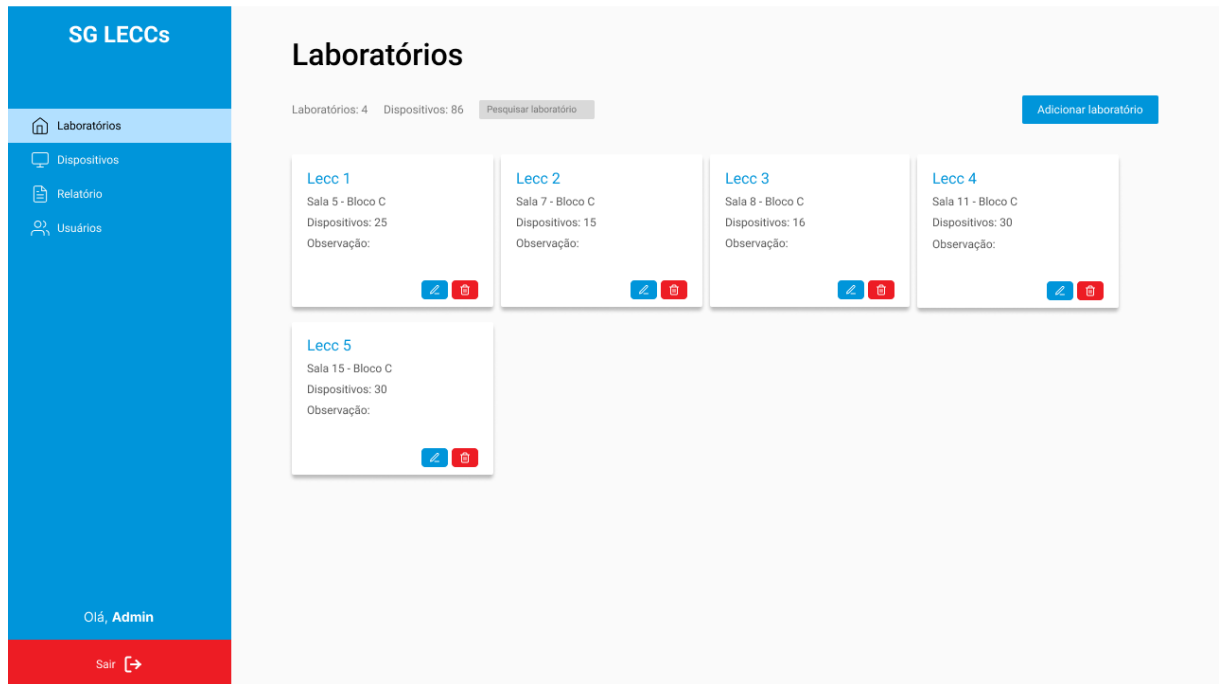 SG LECCs
Laboratórios
Dispositivos
Relatório
Usuários
Olá, Admin
Sair
Laboratórios
Laboratórios: 4 Dispositivos: 86 Pesquisar laboratório
Adicionar laboratório
Lecc 1
Sala 5 - Bloco C
Dispositivos: 25
Observação:
Lecc 2
Sala 7 - Bloco C
Dispositivos: 15
Observação:
Lecc 3
Sala 8 - Bloco C
Dispositivos: 16
Observação:
Lecc 4
Sala 11 - Bloco C
Dispositivos: 30
Observação:
Lecc 5
Sala 15 - Bloco C
Dispositivos: 30
Observação: